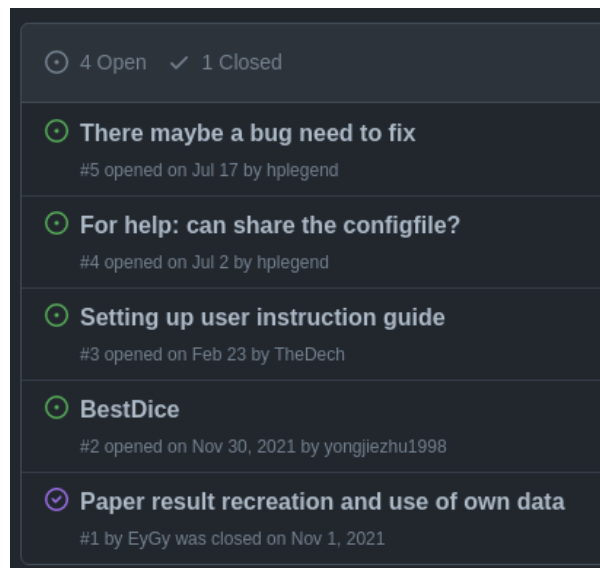 4 Open 1 Closed
There maybe a bug need to fix
#5 opened on Jul 17 by hplegend
For help: can share the configfile?
#4 opened on Jul 2 by hplegend
Setting up user instruction guide
#3 opened on Feb 23 by TheDech
BestDice
#2 opened on Nov 30, 2021 by yongjiezhu1998
Paper result recreation and use of own data
#1 by EyGy was closed on Nov 1, 2021